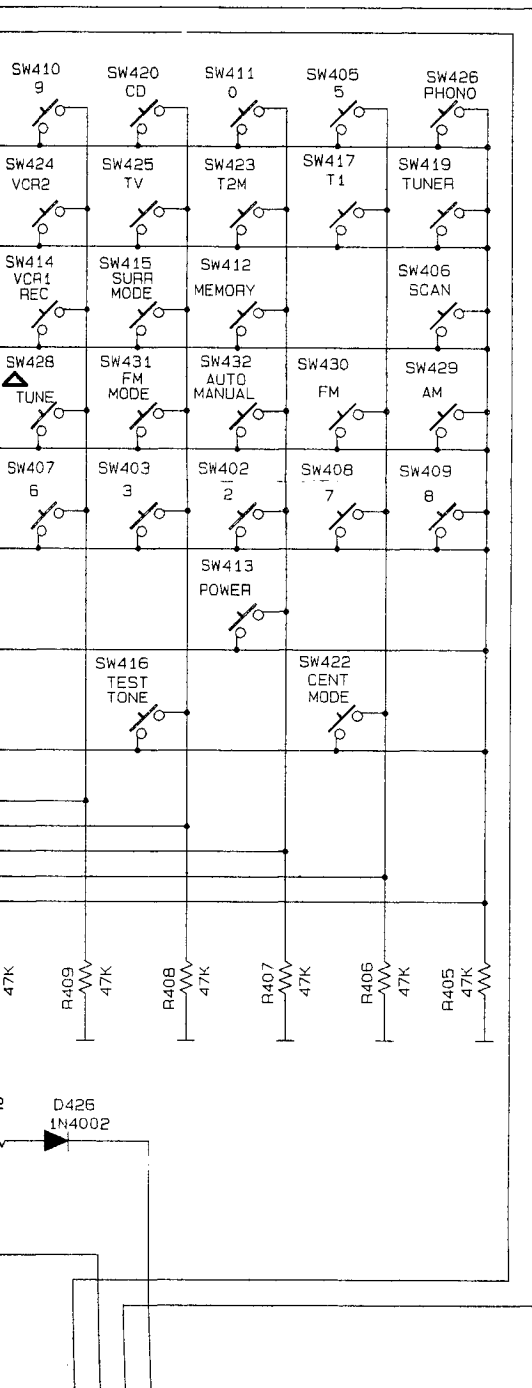 SW410 SW420 SW411 SW405 SW426
9 CD 0 5 PHONO
SW424 SW425 SW423 SW417 SW419
VCR2 TV T2M T1 TUNER
SW414 SW415 SW412 SW406
VCR1 SURR MEMORY SCAN
REC MODE
SW428 SW431 SW432 SW430 SW429
TUNE FM AUTO FM AM
MODE MANUAL
SW407 SW403 SW402 SW408 SW409
6 3 2 7 8
SW413
POWER
SW416 SW422
TEST CENT
TONE MODE
47K R409 47K R408 47K R407 47K R406 47K R405 47K
D426
1N4002